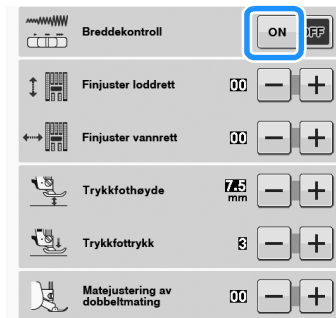 Breddekontroll ON OFF
Finjuster loddrett 00 − +
Finjuster vannrett 00 − +
Trykkfothøyde 7.5 mm − +
Trykkfottrykk 3 − +
Matejustering av
dobbeltmating 00 − +